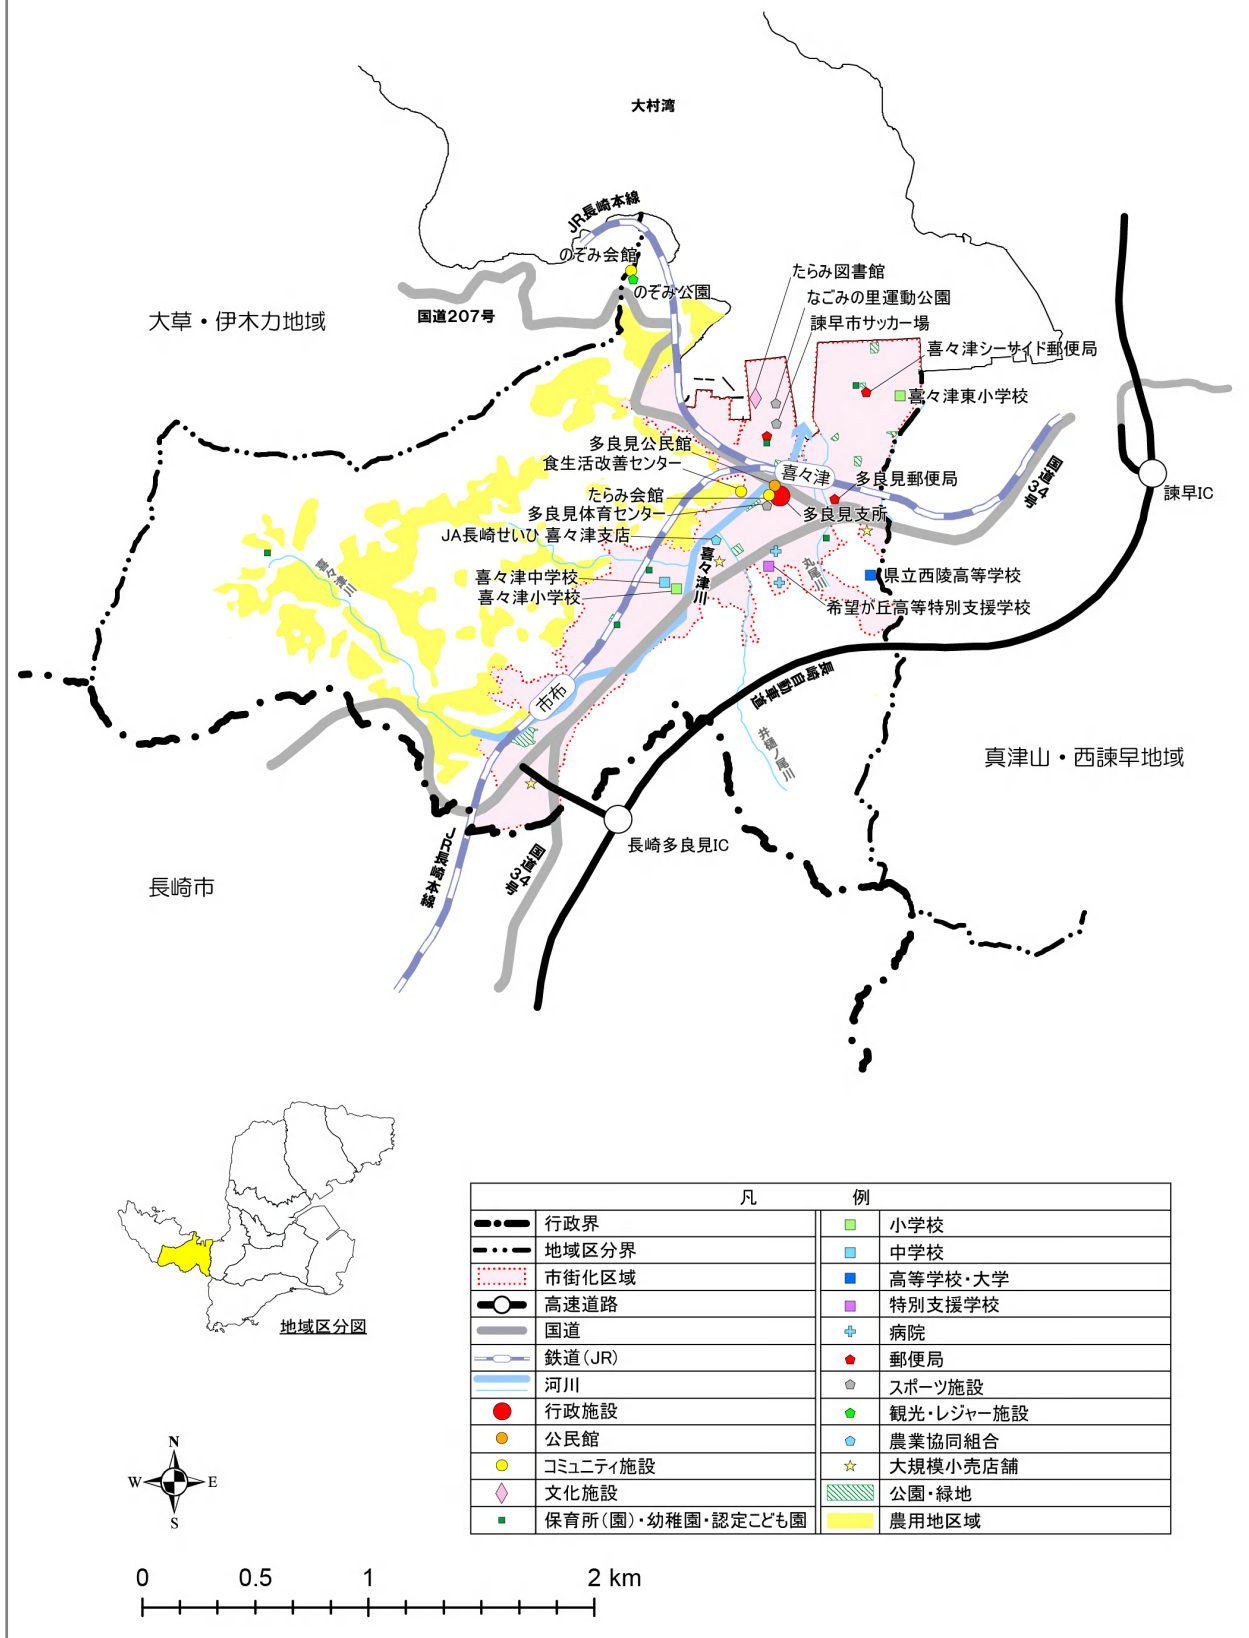 大村湾
JR長崎本線
のぞみ会館
のぞみ公園
国道207号
大草・伊木力地域
たらみ図書館
なごみの里運動公園
諫早市サッカー場
喜々津シーサイド郵便局
喜々津東小学校
多良見公民館
食生活改善センター
喜々津
多良見郵便局
国道34号
諫早IC
たらみ会館
多良見体育センター
多良見支所
JA長崎せいひ 喜々津支店
喜々津川
喜々津川
丸尾川
喜々津中学校
喜々津小学校
県立西陵高等学校
希望が丘高等特別支援学校
長崎自動車道
市布
井樋ノ尾川
真津山・西諫早地域
長崎多良見IC
JR長崎本線
国道34号
長崎市
地域区分図
凡 例
行政界
小学校
地域区分界
中学校
市街化区域
高等学校・大学
高速道路
特別支援学校
国道
病院
鉄道(JR)
郵便局
河川
スポーツ施設
行政施設
観光・レジャー施設
公民館
農業協同組合
コミュニティ施設
大規模小売店舗
文化施設
公園・緑地
保育所(園)・幼稚園・認定こども園
農用地区域
N
W E
S
0 0.5 1 2 km